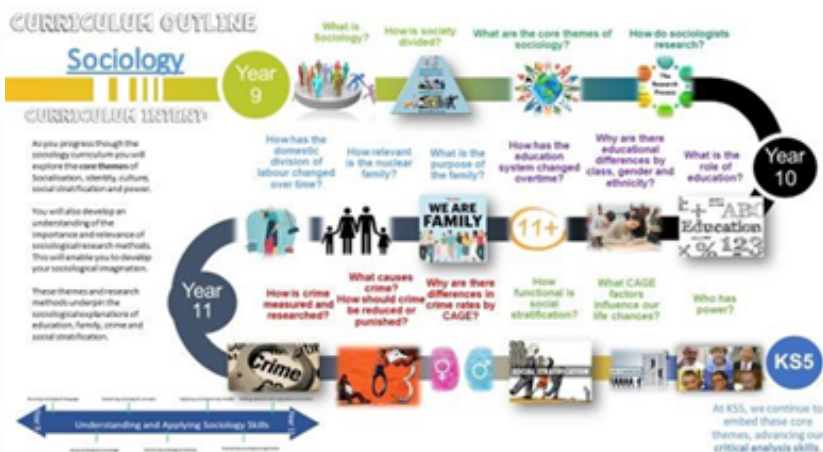 CURRICULUM OUTLINE
Sociology
CURRICULUM INTENT:
As you progress though the
sociology curriculum you will
explore the core themes of
Socialisation, identity, culture,
social stratification and power.
You will also develop an
understanding of the
importance and relevance of
sociological research methods.
This will enable you to develop
your sociological imagination.
These themes and research
methods underpin the
sociological explanations of
education, family, crime and
social stratification.
Year
9
What is
Sociology?
How is society
divided?
What are the core themes of
sociology?
How do sociologists
research?
The
Research
Process
Year
10
What is the
role of
education?
Why are there
educational
differences by
class, gender and
ethnicity?
How has the
education
system changed
overtime?
What is the
purpose of
the family?
How relevant
is the nuclear
family?
How has the
domestic
division of
labour changed
over time?
ABC
Education
123
11+
WE ARE
FAMILY
Year
11
How is crime
measured and
researched?
What causes
crime?
How should crime
be reduced or
punished?
Why are there
differences in
crime rates by
CAGE?
How
functional is
social
stratification?
What CAGE
factors
influence our
life chances?
Who has
power?
Crime
SOCIAL STRATIFICATION
KS5
At KS5, we continue to
embed these core
themes, advancing our
critical analysis skills.
Understanding and Applying Sociology Skills